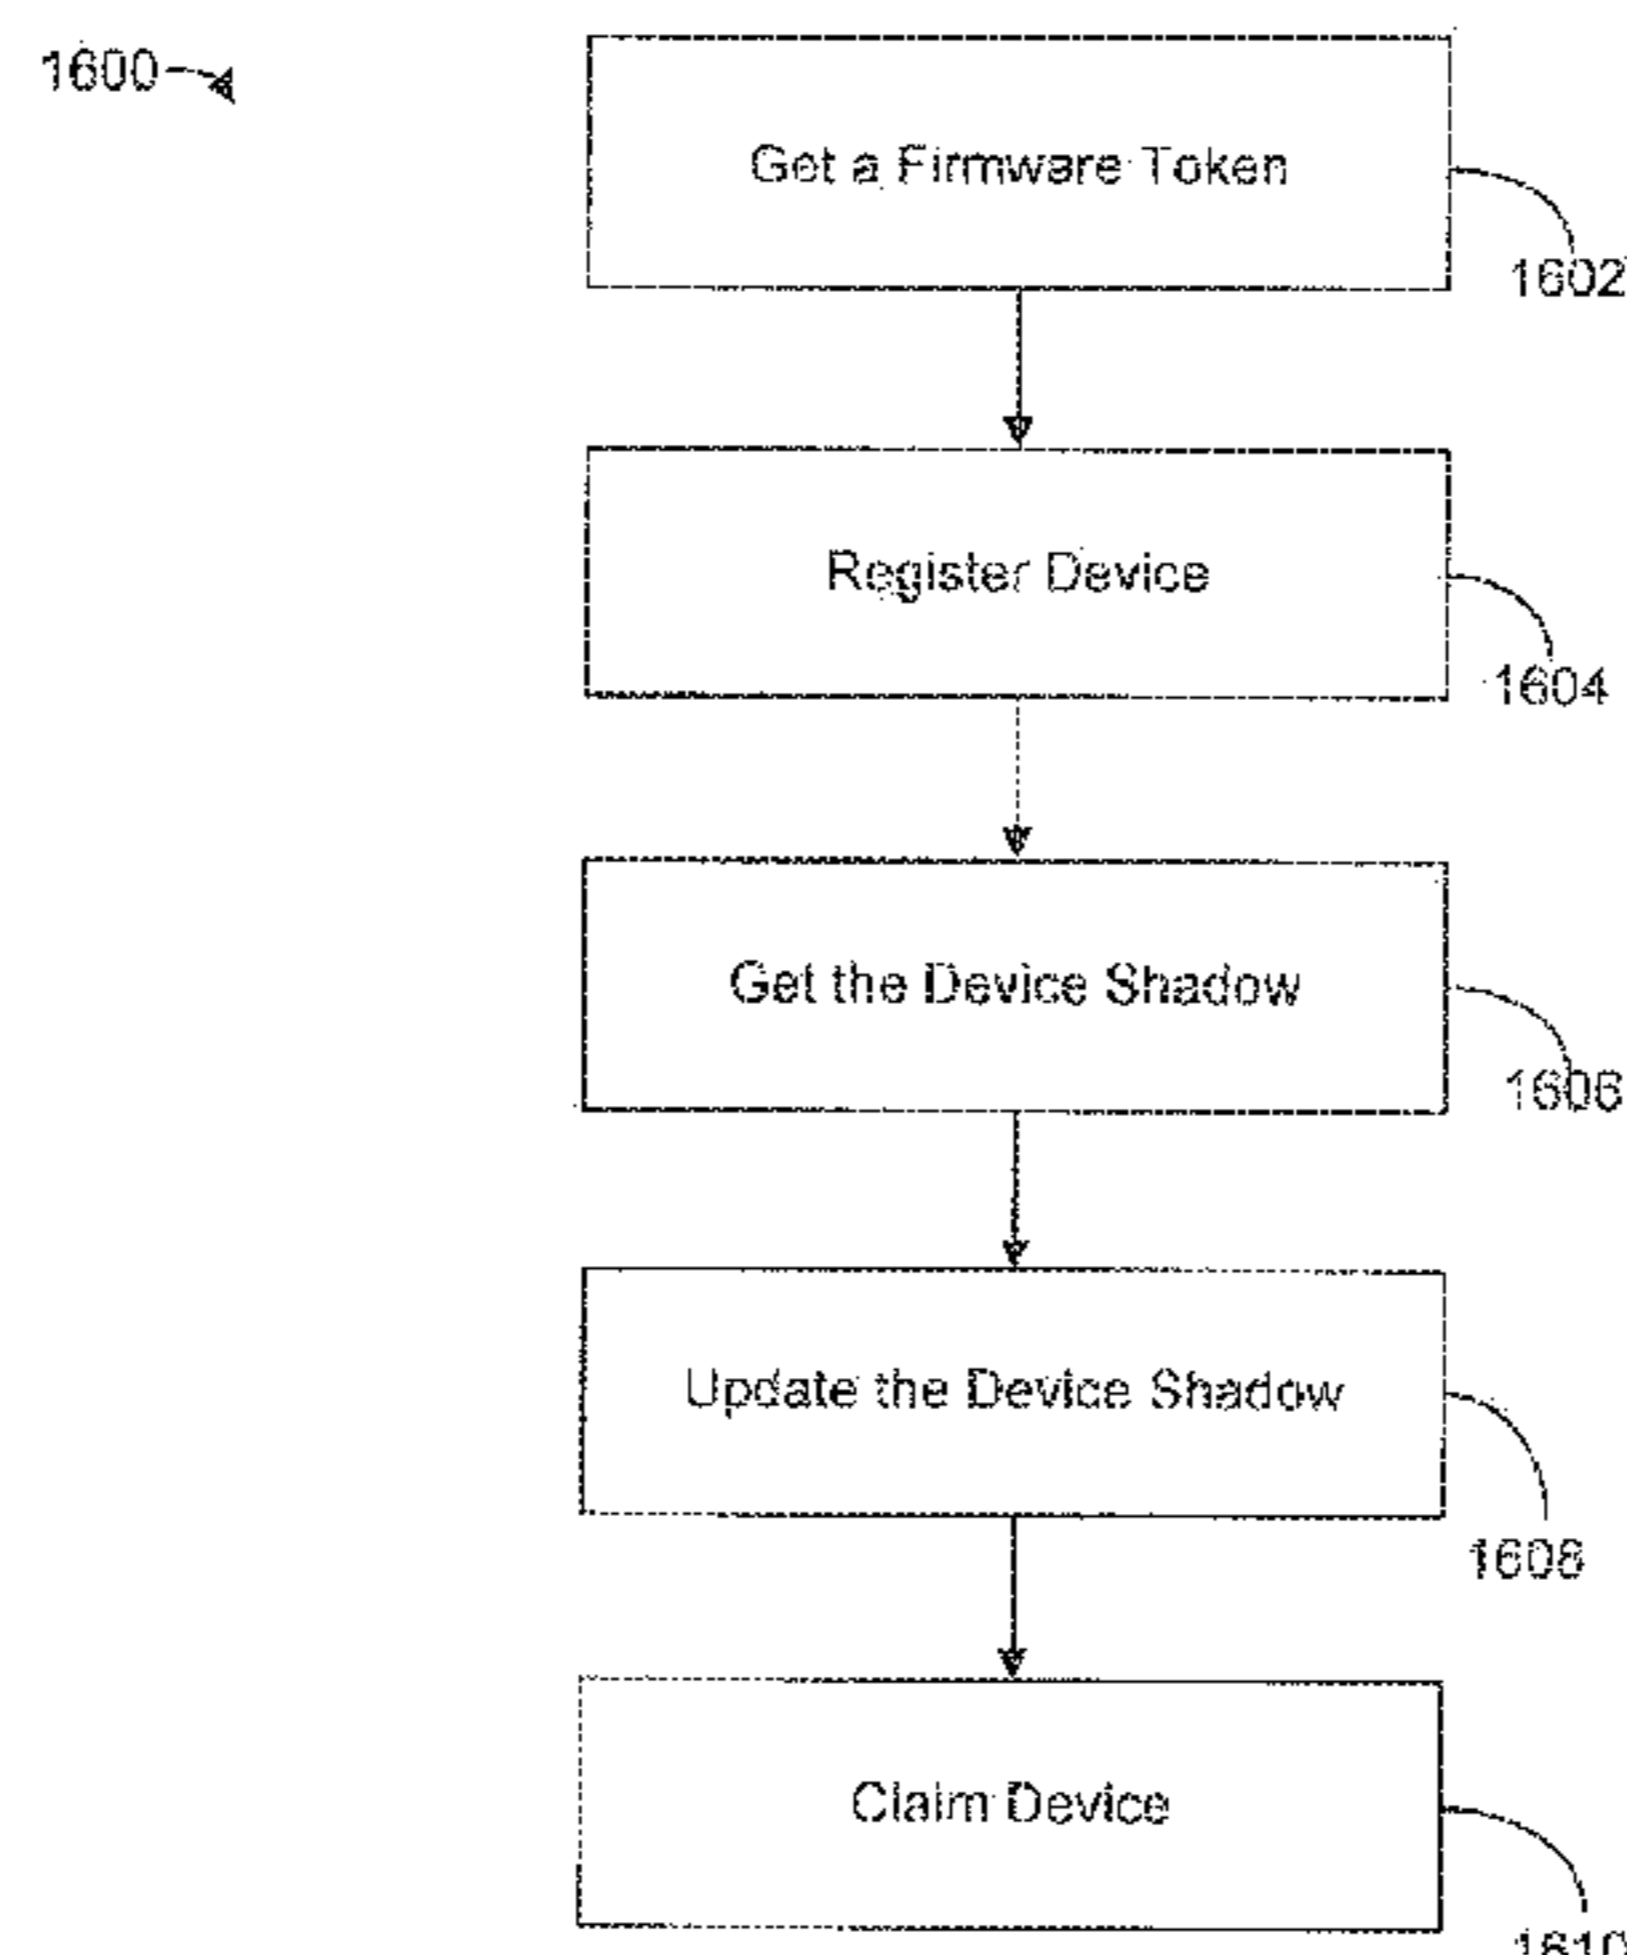 1600
Get a Firmware Token
1602
Register Device
1604
Get the Device Shadow
1606
Update the Device Shadow
1608
Claim Device
1610